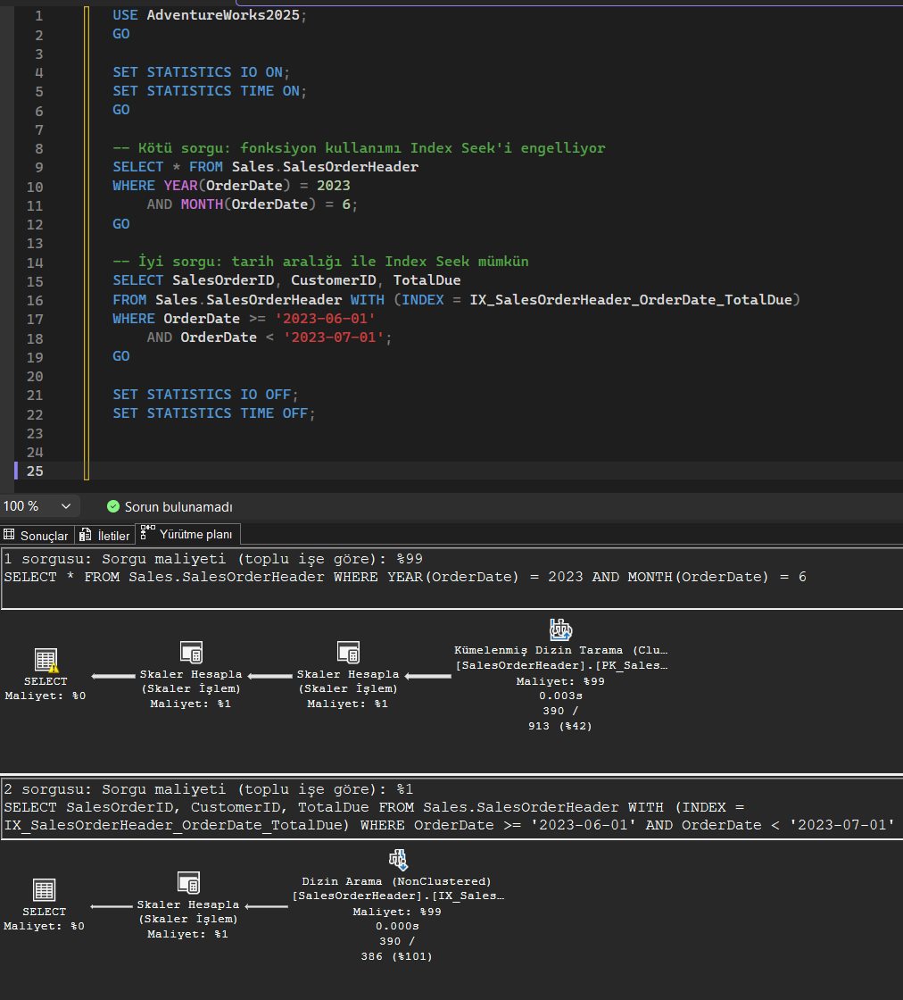 1 USE AdventureWorks2025;
2 GO
3
4 SET STATISTICS IO ON;
5 SET STATISTICS TIME ON;
6 GO
7
8 -- Kötü sorgu: fonksiyon kullanımı Index Seek'i engelliyor
9 SELECT * FROM Sales.SalesOrderHeader
10 WHERE YEAR(OrderDate) = 2023
11 AND MONTH(OrderDate) = 6;
12 GO
13
14 -- İyi sorgu: tarih aralığı ile Index Seek mümkün
15 SELECT SalesOrderID, CustomerID, TotalDue
16 FROM Sales.SalesOrderHeader WITH (INDEX = IX_SalesOrderHeader_OrderDate_TotalDue)
17 WHERE OrderDate >= '2023-06-01'
18 AND OrderDate < '2023-07-01';
19 GO
20
21 SET STATISTICS IO OFF;
22 SET STATISTICS TIME OFF;
23
24
25
100 % Sorun bulunamadı
Sonuçlar İletiler Yürütme planı
1 sorgusu: Sorgu maliyeti (toplu işe göre): %99
SELECT * FROM Sales.SalesOrderHeader WHERE YEAR(OrderDate) = 2023 AND MONTH(OrderDate) = 6
SELECT
Maliyet: %0
Skaler Hesapla
(Skaler İşlem)
Maliyet: %1
Skaler Hesapla
(Skaler İşlem)
Maliyet: %1
Kümelenmiş Dizin Tarama (Clu…
[SalesOrderHeader].[PK_Sales…
Maliyet: %99
0.003s
390 /
913 (%42)
2 sorgusu: Sorgu maliyeti (toplu işe göre): %1
SELECT SalesOrderID, CustomerID, TotalDue FROM Sales.SalesOrderHeader WITH (INDEX =
IX_SalesOrderHeader_OrderDate_TotalDue) WHERE OrderDate >= '2023-06-01' AND OrderDate < '2023-07-01'
SELECT
Maliyet: %0
Skaler Hesapla
(Skaler İşlem)
Maliyet: %1
Dizin Arama (NonClustered)
[SalesOrderHeader].[IX_Sales…
Maliyet: %99
0.000s
390 /
386 (%101)